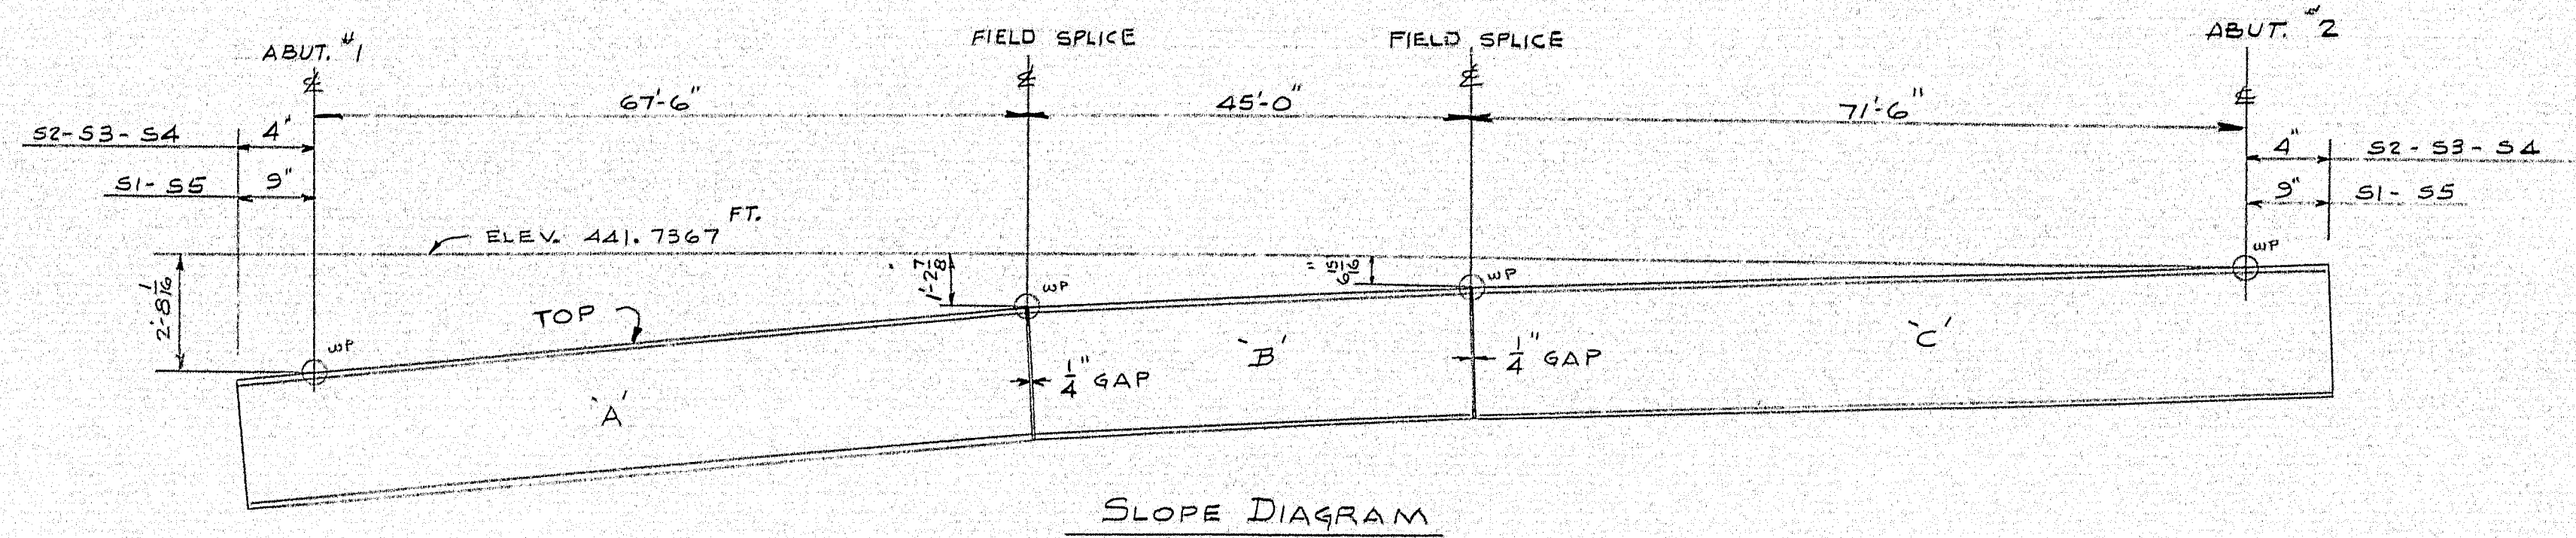 ABUT. #1
FIELD SPLICE
FIELD SPLICE
ABUT. #2
℄
℄
℄
℄
67'-6"
45'-0"
71'-6"
S2-S3-S4
4"
S1-S5
9"
4"
S2-S3-S4
9"
S1-S5
ELEV. 441.7367 FT.
2'-8 1/16
1'-2 7/8"
6 15/16"
WP
WP
WP
WP
TOP
'A'
1/4" GAP
'B'
1/4" GAP
'C'
SLOPE DIAGRAM